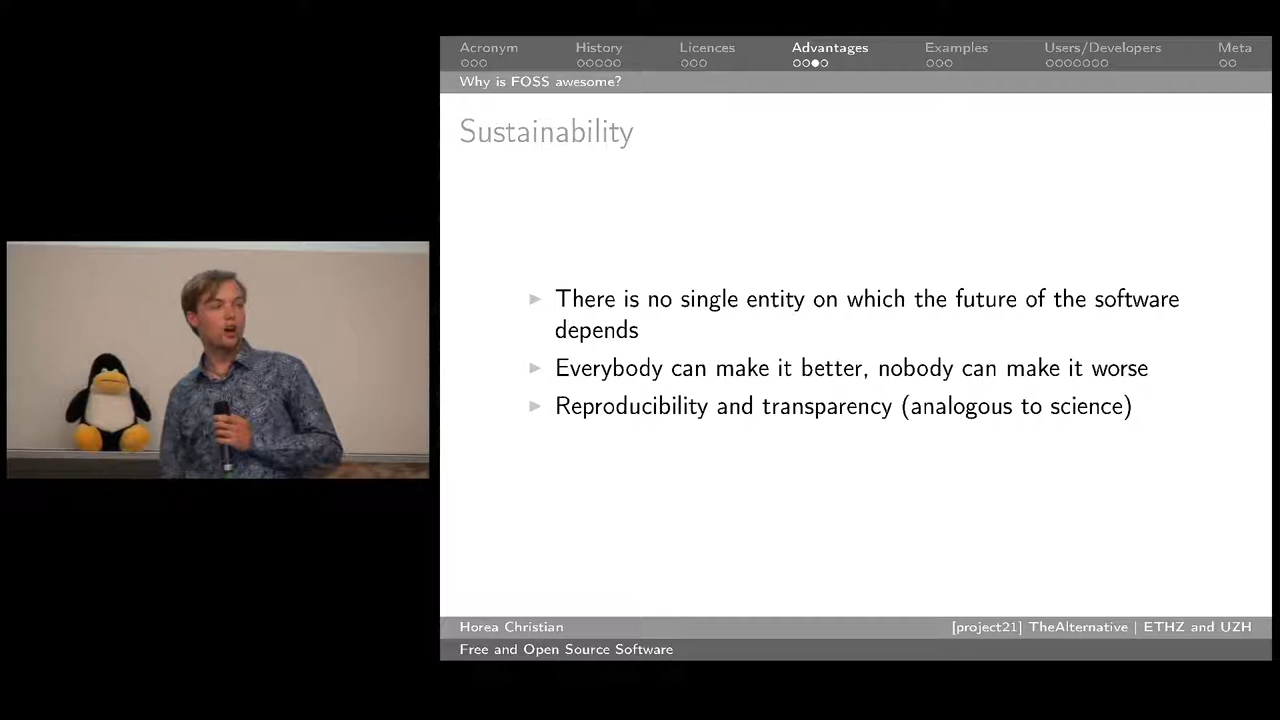 Acronym History Licences Advantages Examples Users/Developers Meta
Why is FOSS awesome?
Sustainability
There is no single entity on which the future of the software
depends
Everybody can make it better, nobody can make it worse
Reproducibility and transparency (analogous to science)
Horea Christian [project21] TheAlternative | ETHZ and UZH
Free and Open Source Software